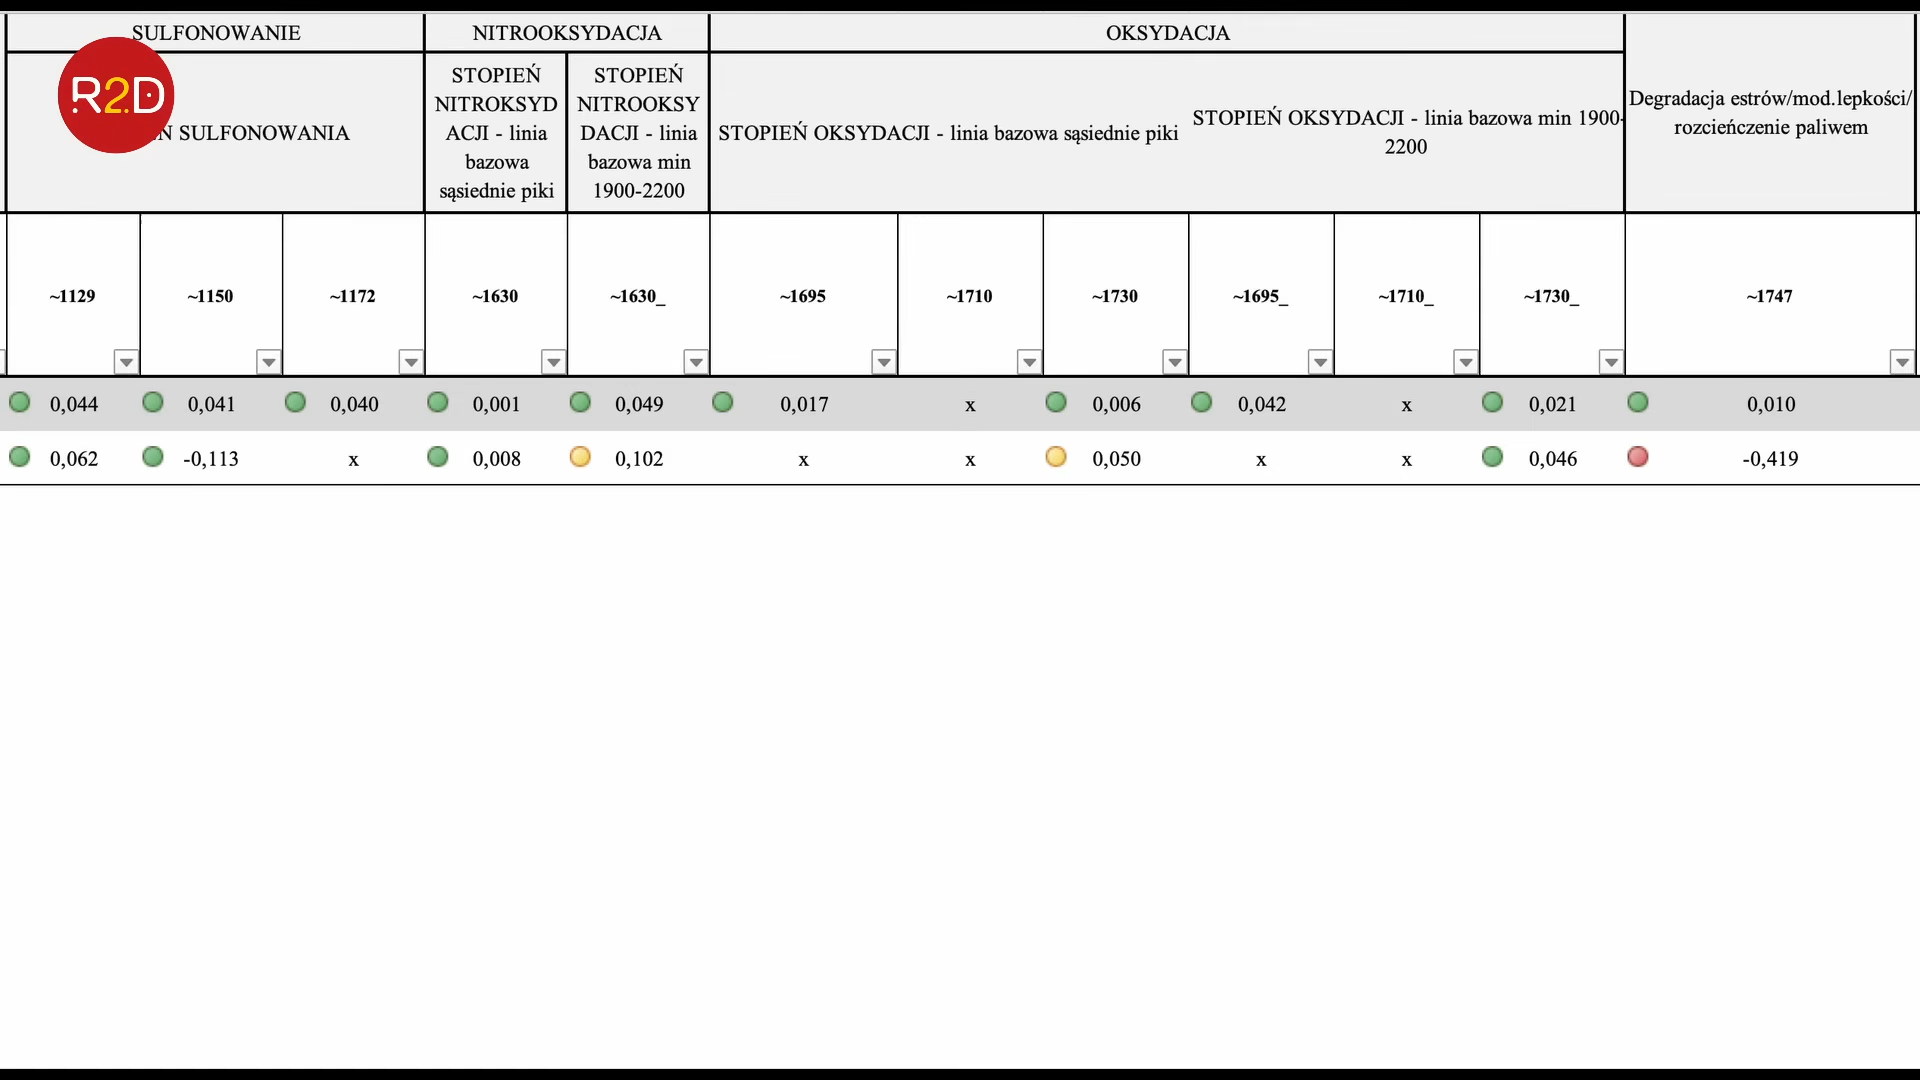 SULFONOWANIE
NITROOKSYDACJA
OKSYDACJA
R2D
SULFONOWANIA
STOPIEŃ
NITROKSYD
ACJI - linia
bazowa
sąsiednie piki
STOPIEŃ
NITROOKSY
DACJI - linia
bazowa min
1900-2200
STOPIEŃ OKSYDACJI - linia bazowa sąsiednie piki
STOPIEŃ OKSYDACJI - linia bazowa min 1900-
2200
Degradacja estrów/mod.lepkości/
rozcieńczenie paliwem
~1129 ~1150 ~1172 ~1630 ~1630_ ~1695 ~1710 ~1730 ~1695_ ~1710_ ~1730_ ~1747
0,044 0,041 0,040 0,001 0,049 0,017 x 0,006 0,042 x 0,021 0,010
0,062 -0,113 x 0,008 0,102 x x 0,050 x x 0,046 -0,419